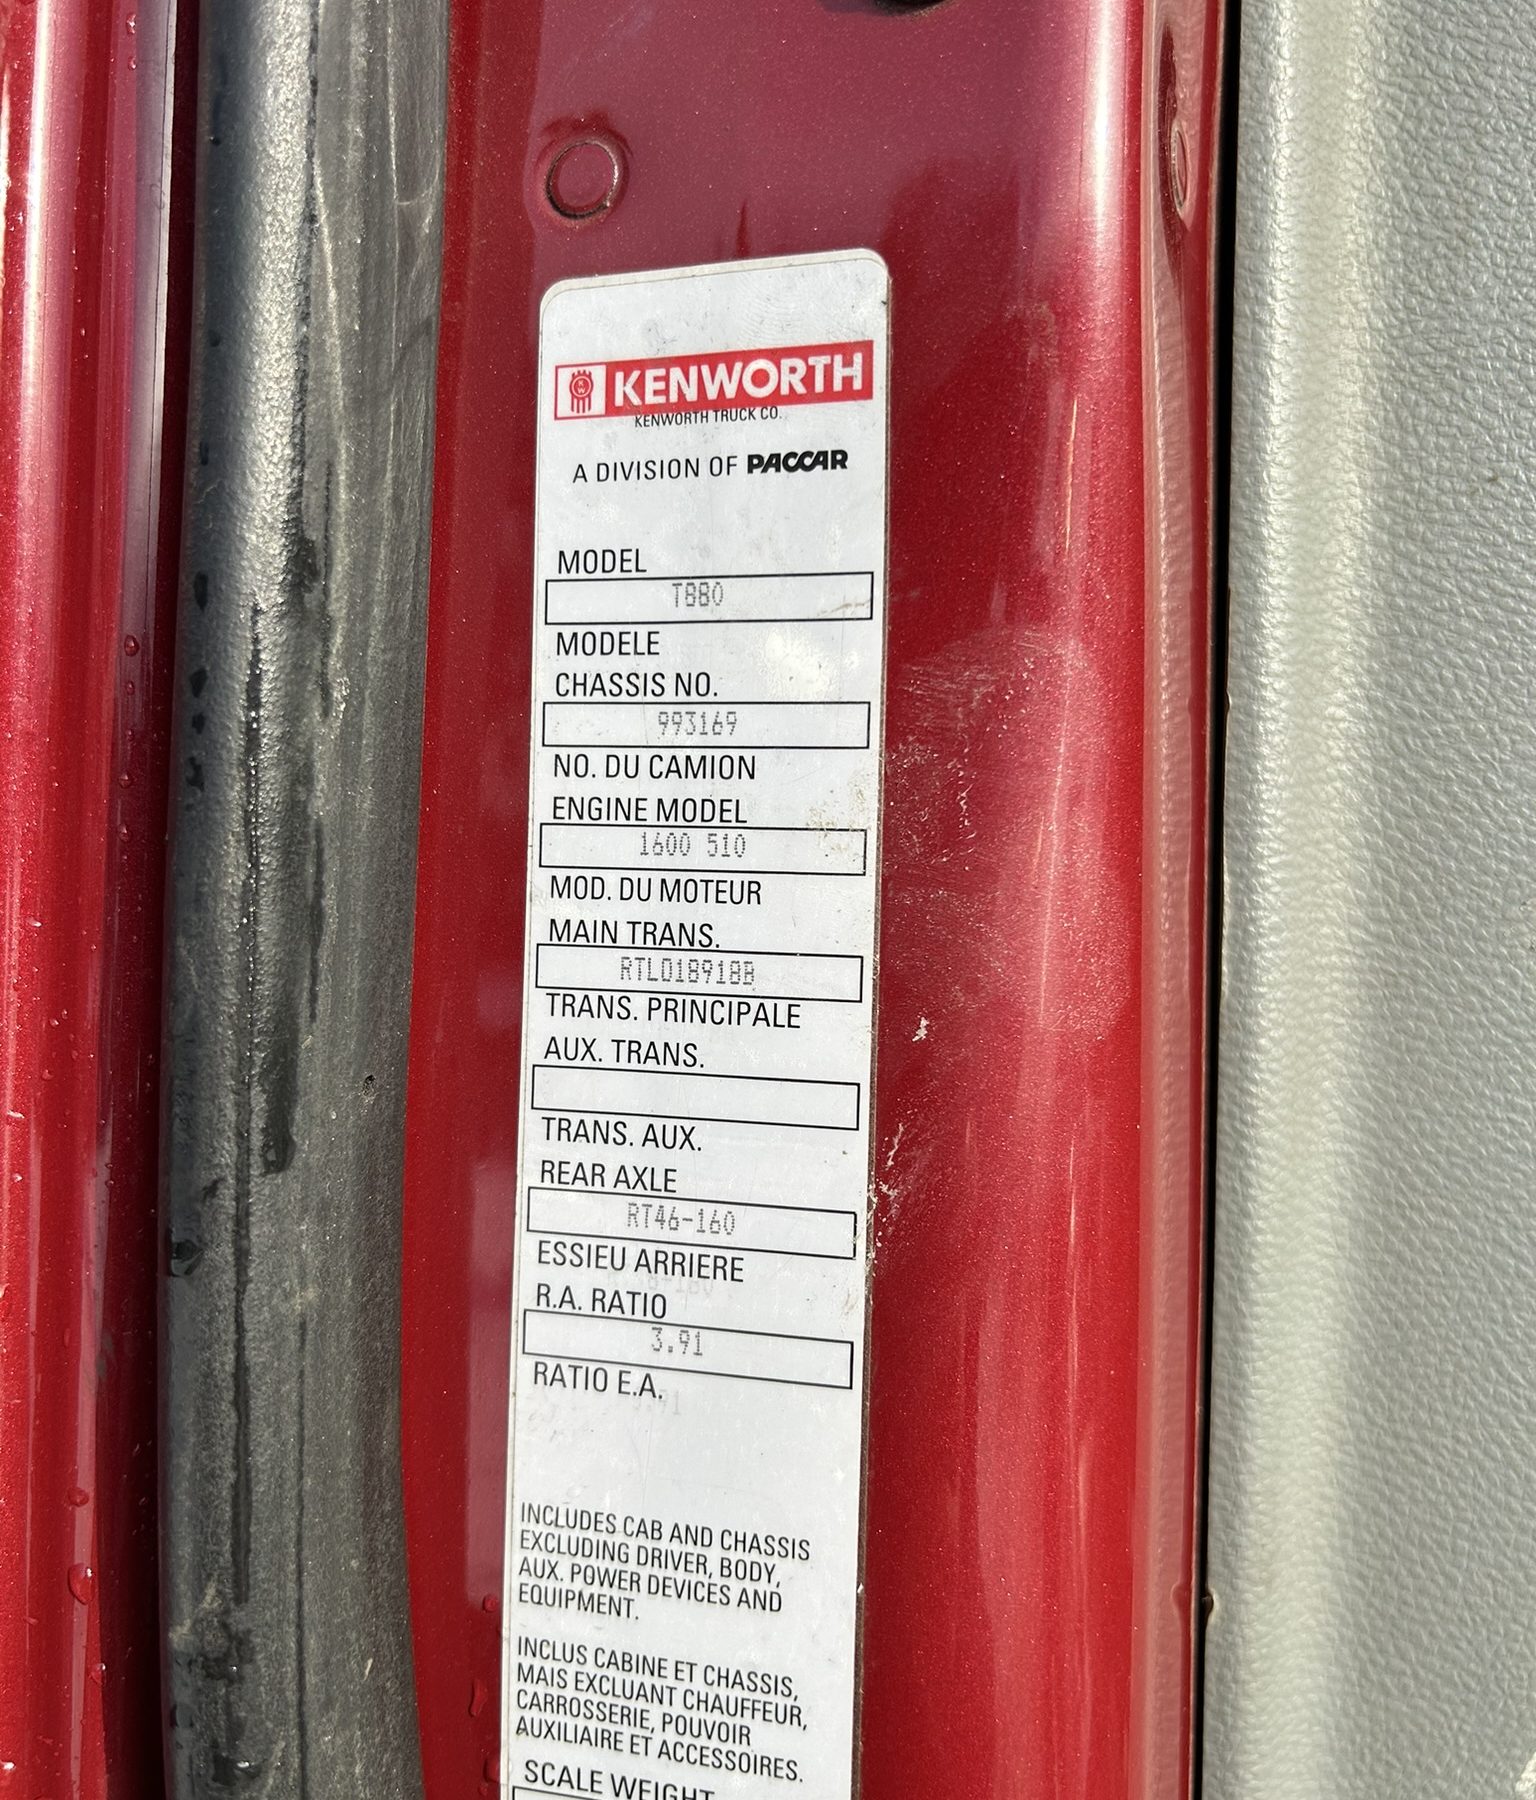 KENWORTH
KENWORTH TRUCK CO.
A DIVISION OF PACCAR
MODEL
T880
MODELE
CHASSIS NO.
993169
NO. DU CAMION
ENGINE MODEL
1600 510
MOD. DU MOTEUR
MAIN TRANS.
RTLO18918B
TRANS. PRINCIPALE
AUX. TRANS.
TRANS. AUX.
REAR AXLE
RT46-160
ESSIEU ARRIERE
R.A. RATIO
3.91
RATIO E.A.
INCLUDES CAB AND CHASSIS
EXCLUDING DRIVER, BODY,
AUX. POWER DEVICES AND
EQUIPMENT.
INCLUS CABINE ET CHASSIS,
MAIS EXCLUANT CHAUFFEUR,
CARROSSERIE, POUVOIR
AUXILIAIRE ET ACCESSOIRES.
SCALE WEIGHT